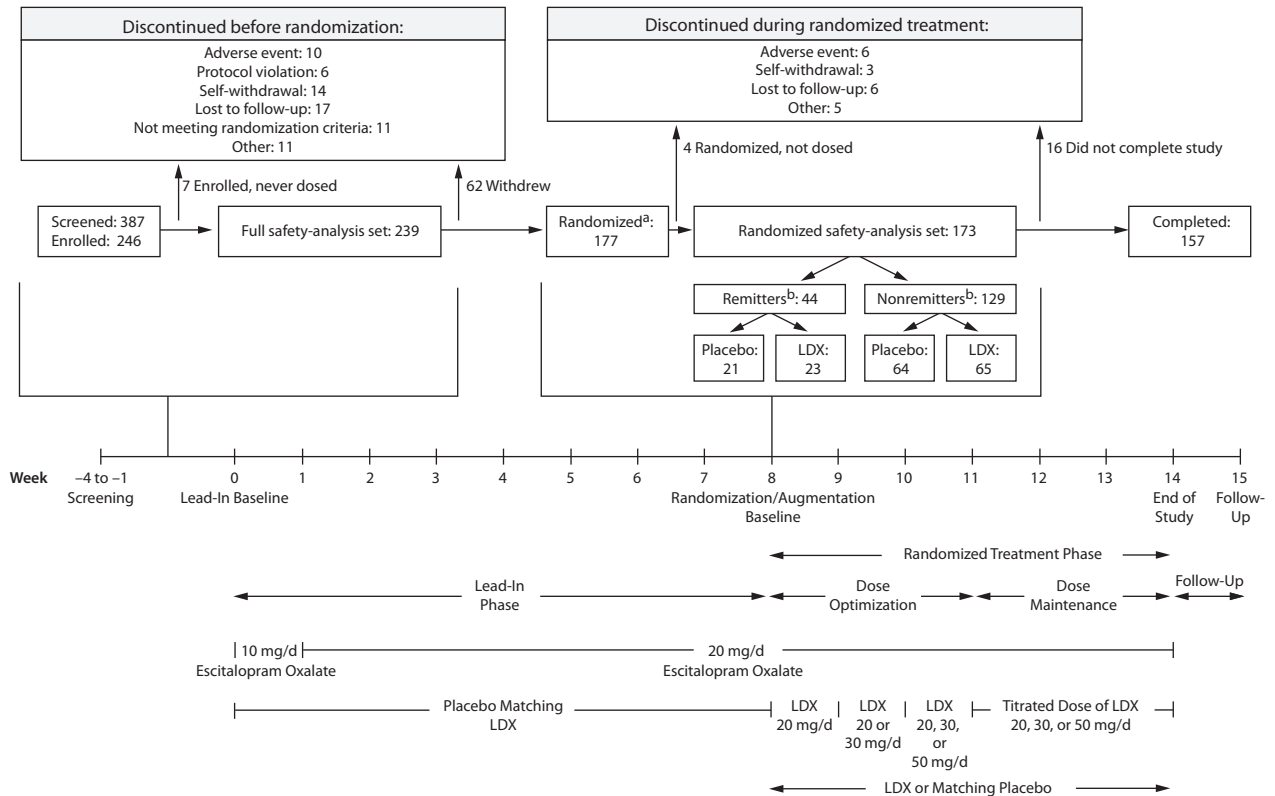 Discontinued before randomization:
Adverse event: 10
Protocol violation: 6
Self-withdrawal: 14
Lost to follow-up: 17
Not meeting randomization criteria: 11
Other: 11
Discontinued during randomized treatment:
Adverse event: 6
Self-withdrawal: 3
Lost to follow-up: 6
Other: 5
7 Enrolled, never dosed
62 Withdrew
4 Randomized, not dosed
16 Did not complete study
Screened: 387
Enrolled: 246
Full safety-analysis set: 239
Randomizedᵃ:
177
Randomized safety-analysis set: 173
Completed:
157
Remittersᵇ: 44
Nonremittersᵇ: 129
Placebo:
21
LDX:
23
Placebo:
64
LDX:
65
Week
–4 to –1
Screening
0
Lead-In Baseline
1
2
3
4
5
6
7
8
Randomization/Augmentation
Baseline
9
10
11
12
13
14
End of
Study
15
Follow-
Up
Randomized Treatment Phase
Lead-In
Phase
Dose
Optimization
Dose
Maintenance
Follow-Up
10 mg/d
Escitalopram Oxalate
20 mg/d
Escitalopram Oxalate
Placebo Matching
LDX
LDX
20 mg/d
LDX
20 or
30 mg/d
LDX
20, 30,
or
50 mg/d
Titrated Dose of LDX
20, 30, or 50 mg/d
LDX or Matching Placebo